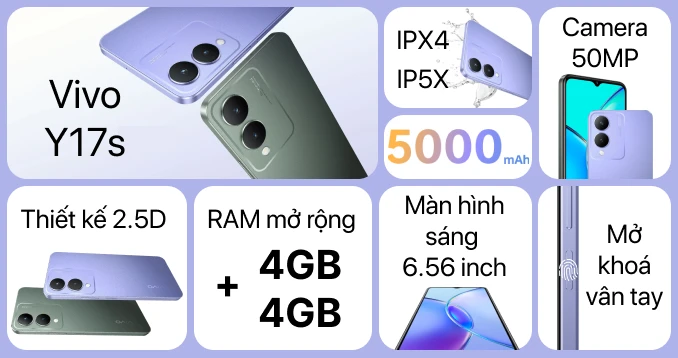 Vivo
Y17s
IPX4
IP5X
5000 mAh
Camera
50MP
Thiết kế 2.5D
RAM mở rộng
4GB
+
4GB
Màn hình
sáng
6.56 inch
Mở
khoá
vân tay